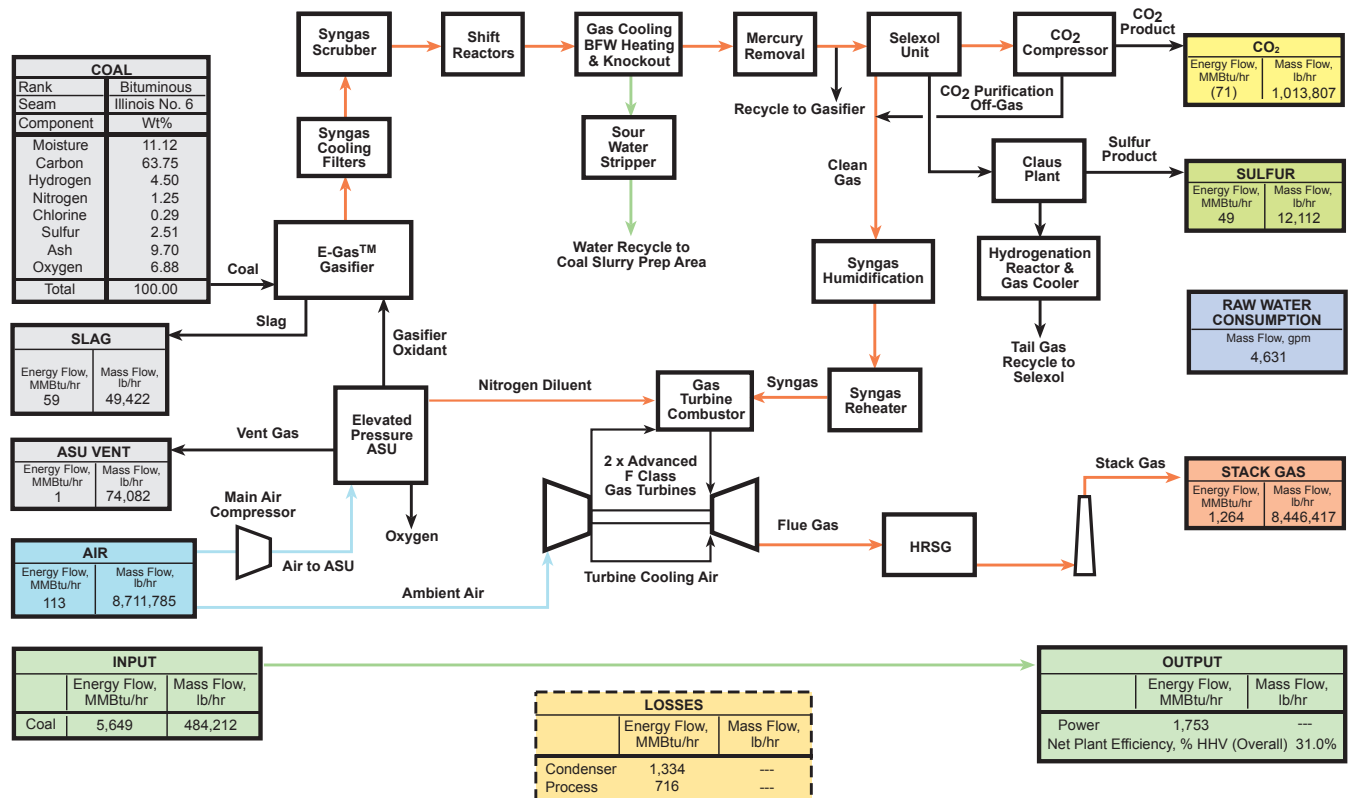 Syngas
Scrubber
Shift
Reactors
Gas Cooling
BFW Heating
& Knockout
Mercury
Removal
Selexol
Unit
CO2
Compressor
CO2
Product
CO2
Energy Flow, MMBtu/hr
Mass Flow, lb/hr
(71) 1,013,807
COAL
Rank Bituminous
Seam Illinois No. 6
Component Wt%
Moisture 11.12
Carbon 63.75
Hydrogen 4.50
Nitrogen 1.25
Chlorine 0.29
Sulfur 2.51
Ash 9.70
Oxygen 6.88
Total 100.00
Syngas
Cooling
Filters
Sour
Water
Stripper
Recycle to Gasifier
CO2 Purification
Off-Gas
Clean
Gas
Claus
Plant
Sulfur
Product
SULFUR
Energy Flow, MMBtu/hr
Mass Flow, lb/hr
49 12,112
Coal
E-Gas™
Gasifier
Water Recycle to
Coal Slurry Prep Area
Syngas
Humidification
Hydrogenation
Reactor &
Gas Cooler
Tail Gas
Recycle to
Selexol
RAW WATER
CONSUMPTION
Mass Flow, gpm
4,631
Slag
SLAG
Energy Flow, MMBtu/hr
Mass Flow, lb/hr
59 49,422
Gasifier
Oxidant
Nitrogen Diluent
Gas
Turbine
Combustor
Syngas
Syngas
Reheater
Vent Gas
Elevated
Pressure
ASU
ASU VENT
Energy Flow, MMBtu/hr
Mass Flow, lb/hr
1 74,082
Main Air
Compressor
Air to ASU
Oxygen
2 x Advanced
F Class
Gas Turbines
Turbine Cooling Air
Flue Gas
HRSG
Stack Gas
STACK GAS
Energy Flow, MMBtu/hr
Mass Flow, lb/hr
1,264 8,446,417
AIR
Energy Flow, MMBtu/hr
Mass Flow, lb/hr
113 8,711,785
Ambient Air
INPUT
Energy Flow, MMBtu/hr
Mass Flow, lb/hr
Coal 5,649 484,212
LOSSES
Energy Flow, MMBtu/hr
Mass Flow, lb/hr
Condenser 1,334 ---
Process 716 ---
OUTPUT
Energy Flow, MMBtu/hr
Mass Flow, lb/hr
Power 1,753 ---
Net Plant Efficiency, % HHV (Overall) 31.0%